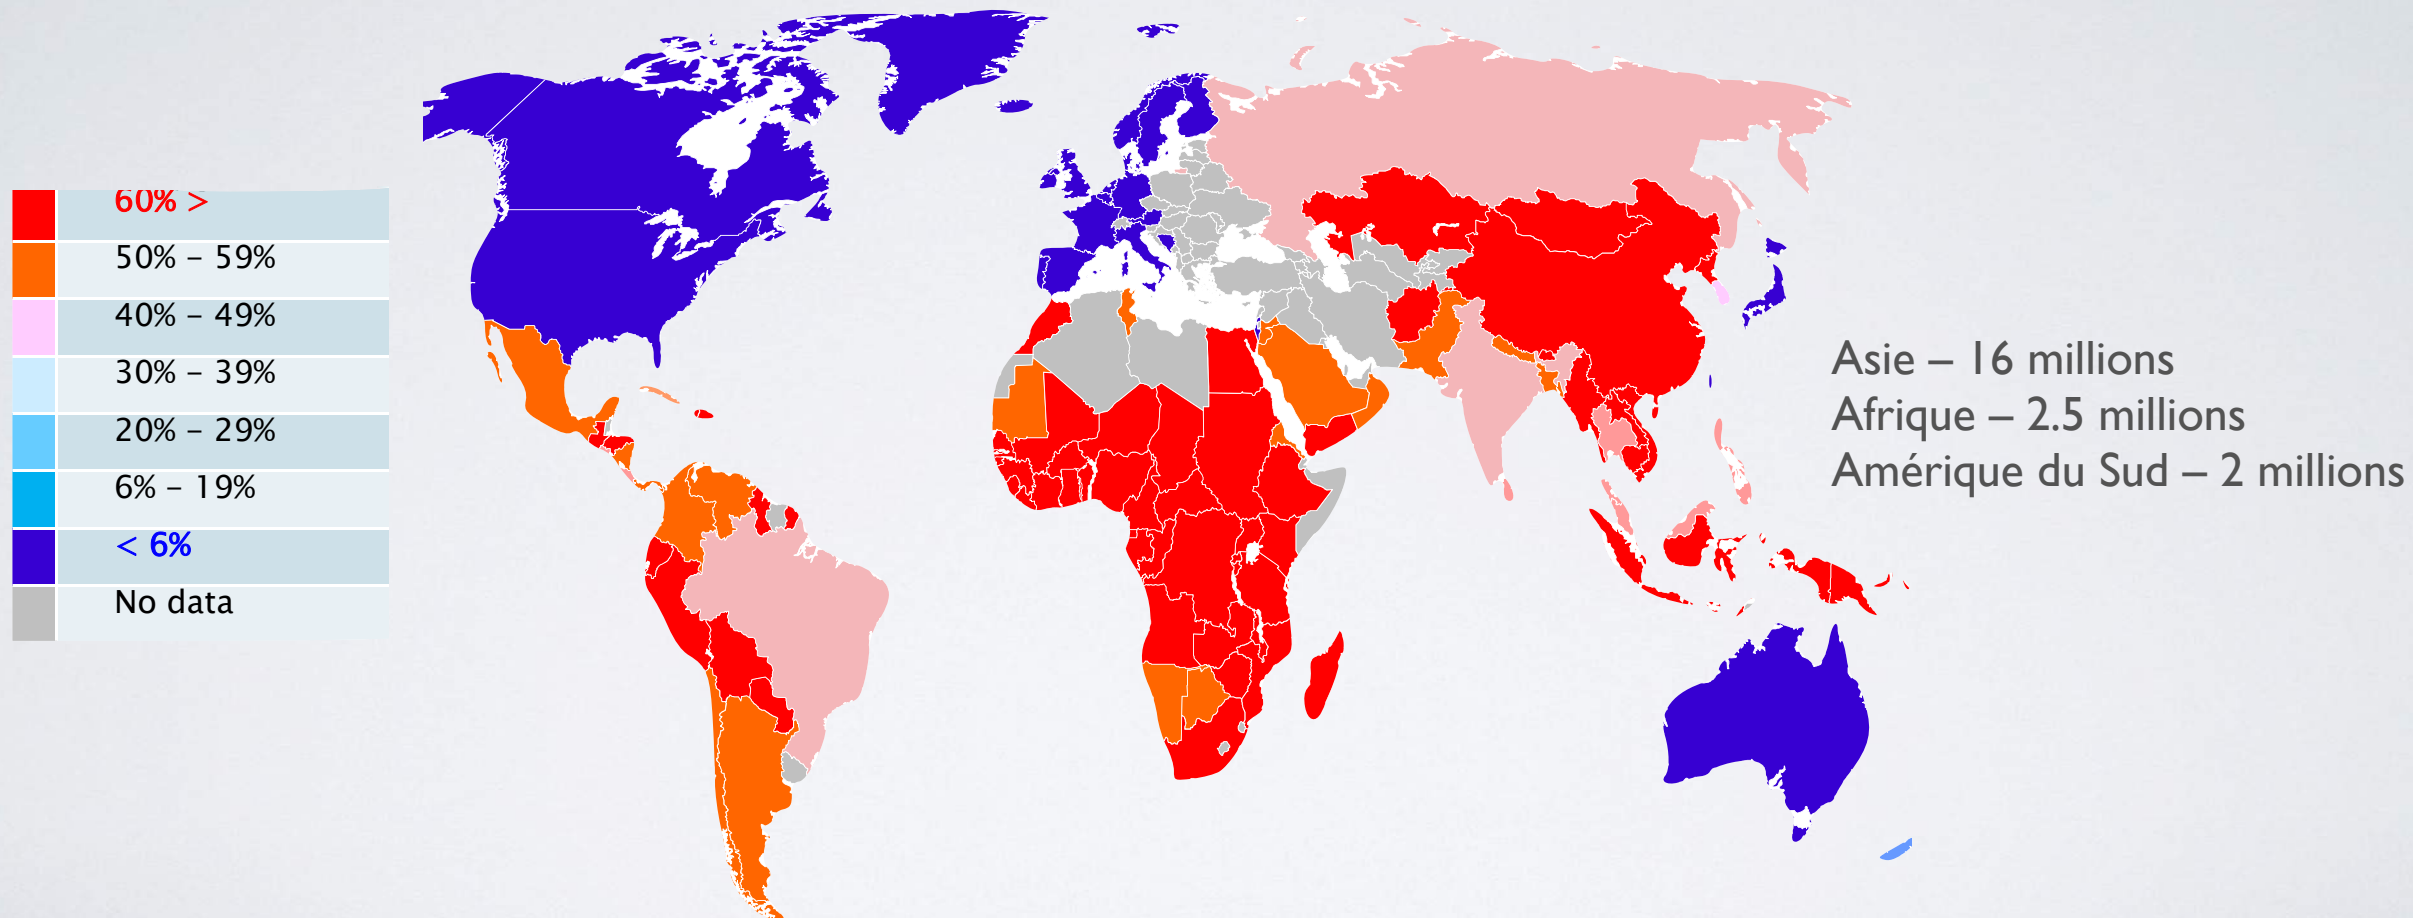 60% >
50% – 59%
40% – 49%
30% – 39%
20% – 29%
6% – 19%
< 6%
No data
Asie – 16 millions
Afrique – 2.5 millions
Amérique du Sud – 2 millions